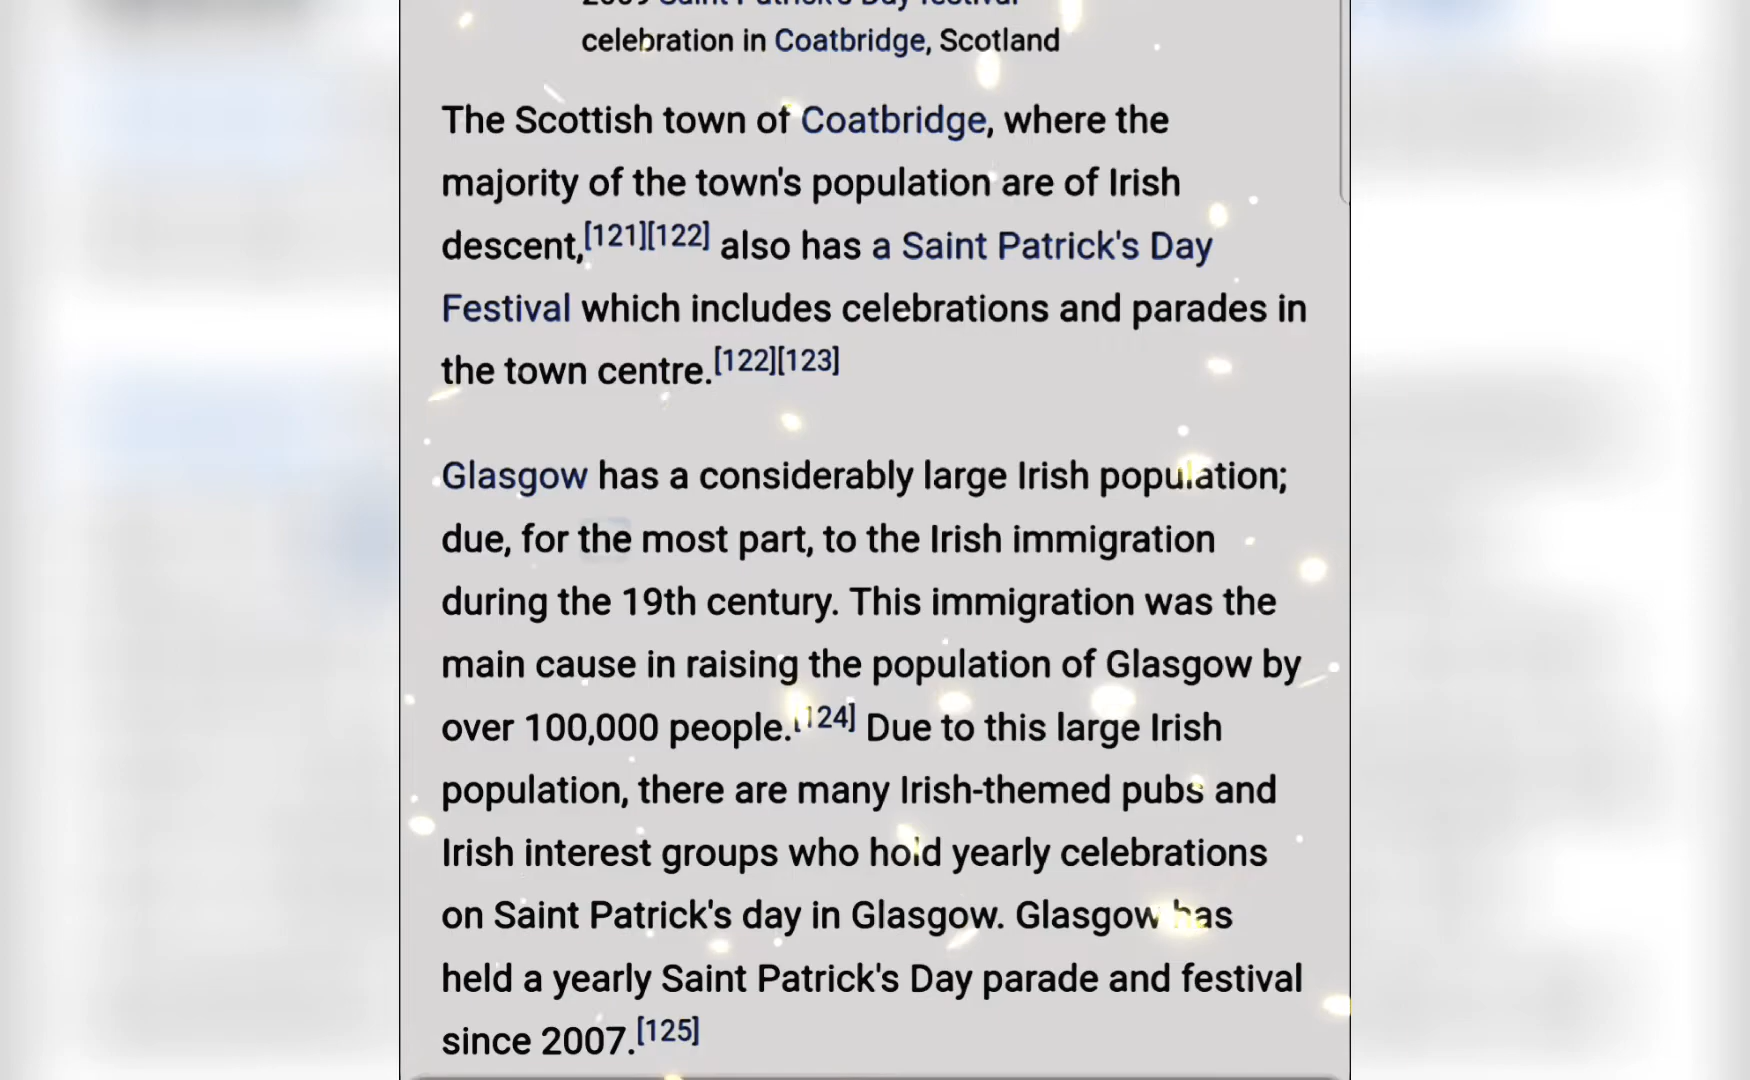 2009 Saint Patrick's Day festival
celebration in Coatbridge, Scotland
The Scottish town of Coatbridge, where the
majority of the town's population are of Irish
descent,[121][122] also has a Saint Patrick's Day
Festival which includes celebrations and parades in
the town centre.[122][123]
Glasgow has a considerably large Irish population;
due, for the most part, to the Irish immigration
during the 19th century. This immigration was the
main cause in raising the population of Glasgow by
over 100,000 people.[124] Due to this large Irish
population, there are many Irish-themed pubs and
Irish interest groups who hold yearly celebrations
on Saint Patrick's day in Glasgow. Glasgow has
held a yearly Saint Patrick's Day parade and festival
since 2007.[125]